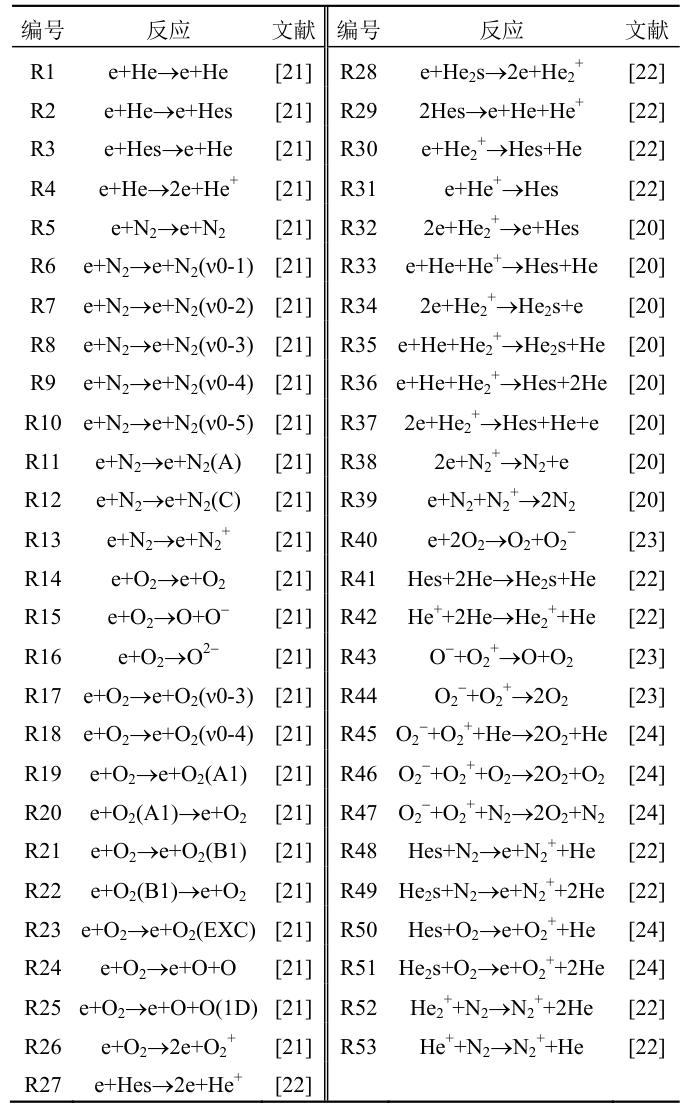 编号 反应 文献 编号 反应 文献
R1 e+He→e+He [21] R28 e+He₂s→2e+He₂⁺ [22]
R2 e+He→e+Hes [21] R29 2Hes→e+He+He⁺ [22]
R3 e+Hes→e+He [21] R30 e+He₂⁺→Hes+He [22]
R4 e+He→2e+He⁺ [21] R31 e+He⁺→Hes [22]
R5 e+N₂→e+N₂ [21] R32 2e+He₂⁺→e+Hes [20]
R6 e+N₂→e+N₂(ν0-1) [21] R33 e+He+He⁺→Hes+He [20]
R7 e+N₂→e+N₂(ν0-2) [21] R34 2e+He₂⁺→He₂s+e [20]
R8 e+N₂→e+N₂(ν0-3) [21] R35 e+He+He₂⁺→He₂s+He [20]
R9 e+N₂→e+N₂(ν0-4) [21] R36 e+He+He₂⁺→Hes+2He [20]
R10 e+N₂→e+N₂(ν0-5) [21] R37 2e+He₂⁺→Hes+He+e [20]
R11 e+N₂→e+N₂(A) [21] R38 2e+N₂⁺→N₂+e [20]
R12 e+N₂→e+N₂(C) [21] R39 e+N₂+N₂⁺→2N₂ [20]
R13 e+N₂→e+N₂⁺ [21] R40 e+2O₂→O₂+O₂⁻ [23]
R14 e+O₂→e+O₂ [21] R41 Hes+2He→He₂s+He [22]
R15 e+O₂→O+O⁻ [21] R42 He⁺+2He→He₂⁺+He [22]
R16 e+O₂→O²⁻ [21] R43 O⁻+O₂⁺→O+O₂ [23]
R17 e+O₂→e+O₂(ν0-3) [21] R44 O₂⁻+O₂⁺→2O₂ [23]
R18 e+O₂→e+O₂(ν0-4) [21] R45 O₂⁻+O₂⁺+He→2O₂+He [24]
R19 e+O₂→e+O₂(A1) [21] R46 O₂⁻+O₂⁺+O₂→2O₂+O₂ [24]
R20 e+O₂(A1)→e+O₂ [21] R47 O₂⁻+O₂⁺+N₂→2O₂+N₂ [24]
R21 e+O₂→e+O₂(B1) [21] R48 Hes+N₂→e+N₂⁺+He [22]
R22 e+O₂(B1)→e+O₂ [21] R49 He₂s+N₂→e+N₂⁺+2He [22]
R23 e+O₂→e+O₂(EXC) [21] R50 Hes+O₂→e+O₂⁺+He [24]
R24 e+O₂→e+O+O [21] R51 He₂s+O₂→e+O₂⁺+2He [24]
R25 e+O₂→e+O+O(1D) [21] R52 He₂⁺+N₂→N₂⁺+2He [22]
R26 e+O₂→2e+O₂⁺ [21] R53 He⁺+N₂→N₂⁺+He [22]
R27 e+Hes→2e+He⁺ [22]